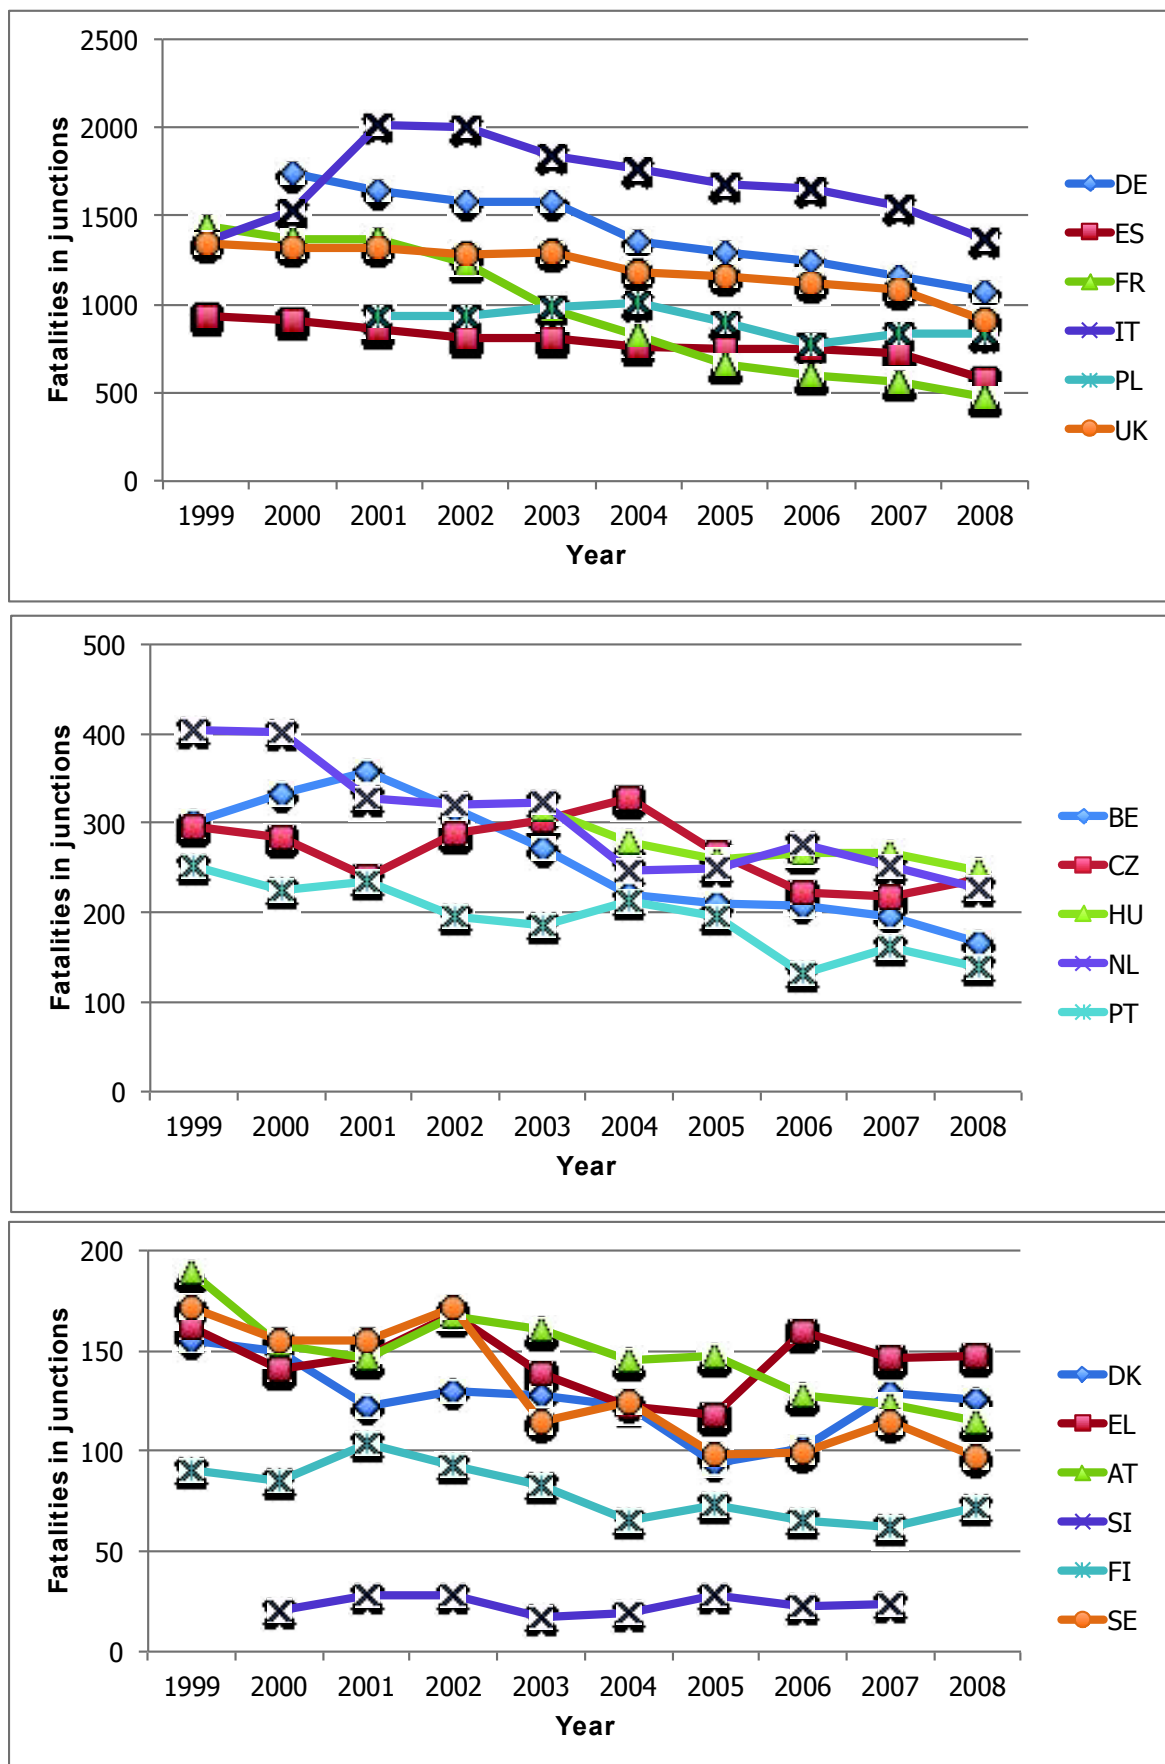 2500
2000
1500
1000
500
0
Fatalities in junctions
1999 2000 2001 2002 2003 2004 2005 2006 2007 2008
Year
DE
ES
FR
IT
PL
UK
500
400
300
200
100
0
Fatalities in junctions
1999 2000 2001 2002 2003 2004 2005 2006 2007 2008
Year
BE
CZ
HU
NL
PT
200
150
100
50
0
Fatalities in junctions
1999 2000 2001 2002 2003 2004 2005 2006 2007 2008
Year
DK
EL
AT
SI
FI
SE